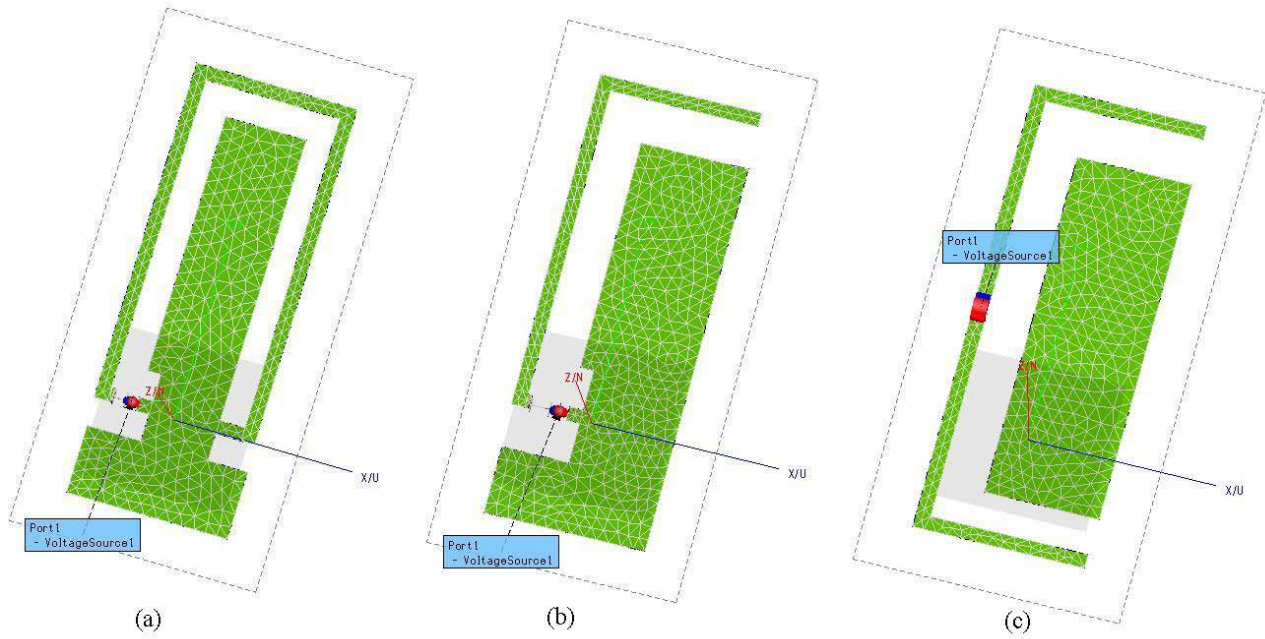 Z/N
X/U
Port1
- VoltageSource1
(a)
Z/N
X/U
Port1
- VoltageSource1
(b)
Port1
- VoltageSource1
Z/N
X/U
(c)